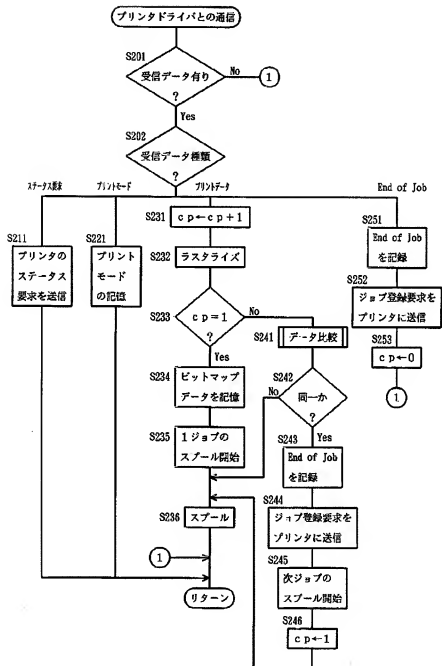 プリンタドライバとの通信
S201
受信データ有り
?
No
1
Yes
S202
受信データ種類
?
ステータス要求
プリントモード
プリントデータ
End of Job
S211
プリンタの
ステータス
要求を送信
S221
プリント
モード
の記憶
S231
cp←cp+1
S232
ラスタライズ
S233
cp=1
?
No
Yes
S234
ビットマップ
データを記憶
S235
1ジョブの
スプール開始
S236
スプール
1
リターン
S241
データ比較
S242
同一か
?
No
Yes
S243
End of Job
を記録
S244
ジョブ登録要求を
プリンタに送信
S245
次ジョブの
スプール開始
S246
cp←1
S251
End of Job
を記録
S252
ジョブ登録要求を
プリンタに送信
S253
cp←0
1